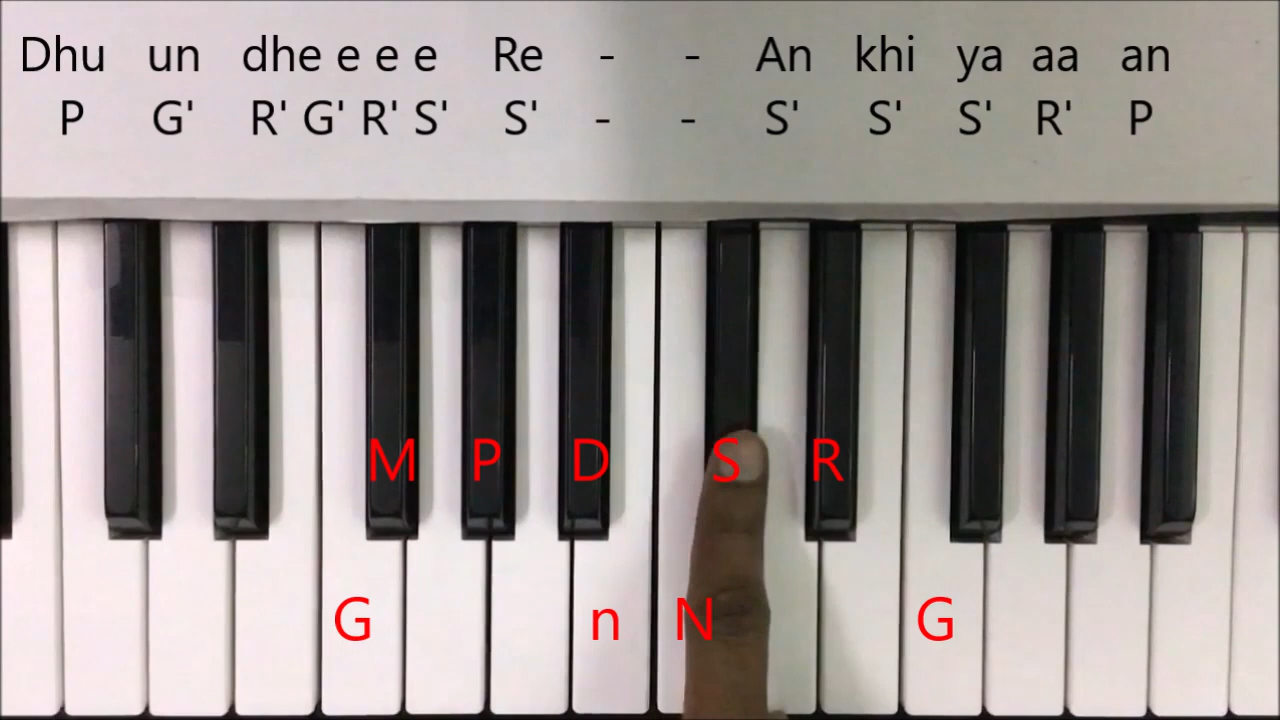 Dhu un dhe e e e Re - - An khi ya aa an
P G' R' G' R' S' S' - - S' S' S' R' P
M P D S R
G n N G